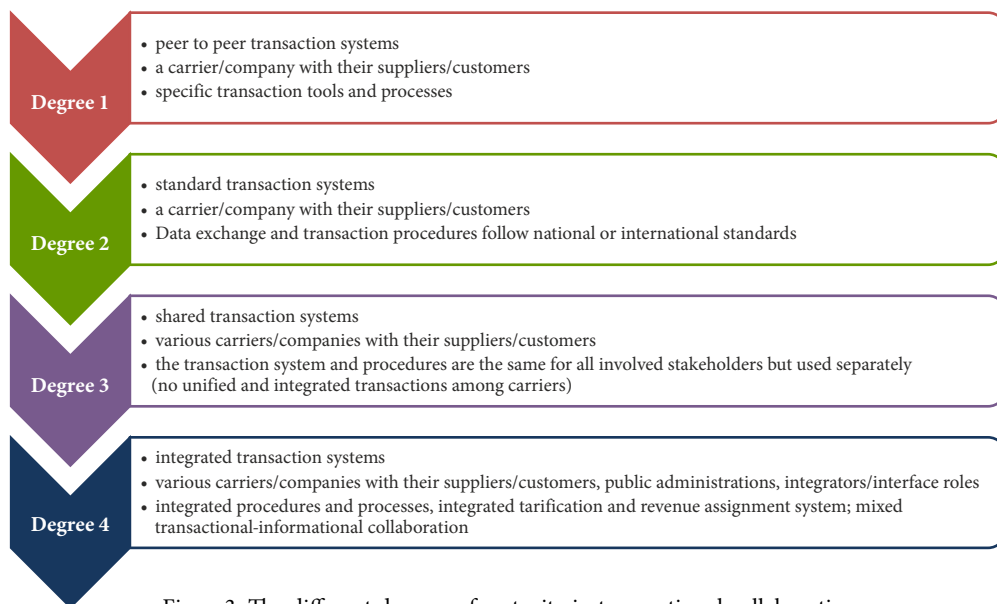 Degree 1
• peer to peer transaction systems
• a carrier/company with their suppliers/customers
• specific transaction tools and processes
Degree 2
• standard transaction systems
• a carrier/company with their suppliers/customers
• Data exchange and transaction procedures follow national or international standards
Degree 3
• shared transaction systems
• various carriers/companies with their suppliers/customers
• the transaction system and procedures are the same for all involved stakeholders but used separately
(no unified and integrated transactions among carriers)
Degree 4
• integrated transaction systems
• various carriers/companies with their suppliers/customers, public administrations, integrators/interface roles
• integrated procedures and processes, integrated tarification and revenue assignment system; mixed
transactional-informational collaboration